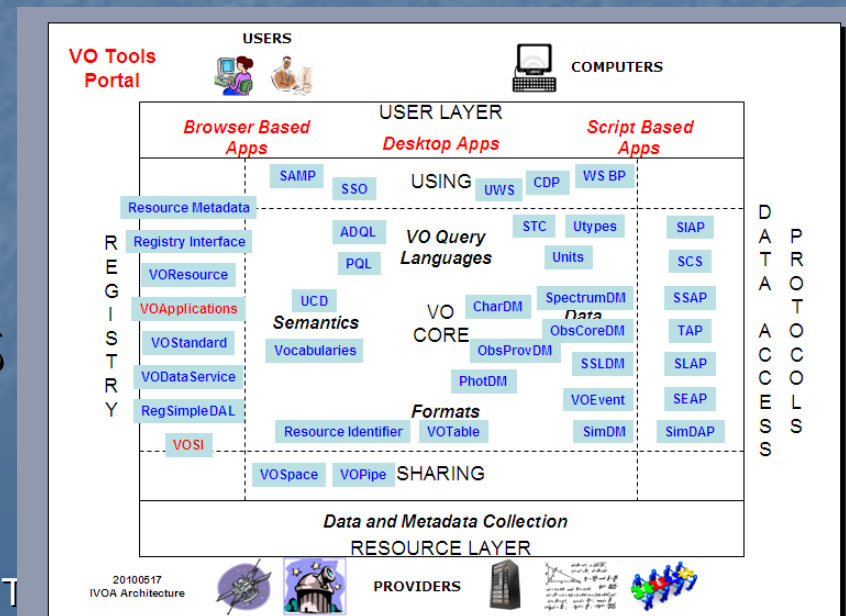 USERS
VO Tools
Portal
COMPUTERS
USER LAYER
Browser Based
Apps
Desktop Apps
Script Based
Apps
SAMP
SSO
USING
UWS
CDP
WS BP
REGISTRY
Resource Metadata
Registry Interface
VOResource
VOApplications
VOStandard
VODataService
RegSimpleDAL
VOSI
ADQL
PQL
VO Query
Languages
STC
Utypes
Units
UCD
Semantics
Vocabularies
VO
CORE
CharDM
SpectrumDM
Data
ObsCoreDM
ObsProvDM
SSLDM
PhotDM
VOEvent
Formats
Resource Identifier
VOTable
SimDM
SIAP
SCS
SSAP
TAP
SLAP
SEAP
SimDAP
DATA ACCESS
PROTOCOLS
VOSpace
VOPipe
SHARING
Data and Metadata Collection
RESOURCE LAYER
20100517
IVOA Architecture
PROVIDERS
T